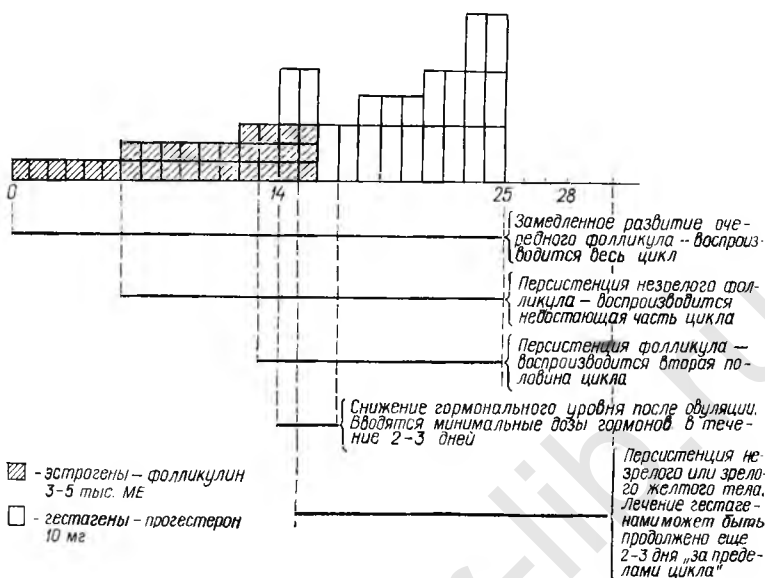 0 14 25 28
Замедленное развитие оче-
редного фолликула – воспроиз-
водится весь цикл
Персистенция незрелого фол-
ликула – воспроизводится
недостающая часть цикла
Персистенция фолликула –
воспроизводится вторая по-
ловина цикла
Снижение гормонального уровня после овуляции.
Вводятся минимальные дозы гормонов в тече-
ние 2–3 дней
- эстрогены – фолликулин
3-5 тыс. МЕ
- гестагены – прогестерон
10 мг
Персистенция не-
зрелого или зрело-
го желтого тела.
Лечение гестаге-
нами может быть
продолжено еще
2–3 дня „за преде-
лами цикла"